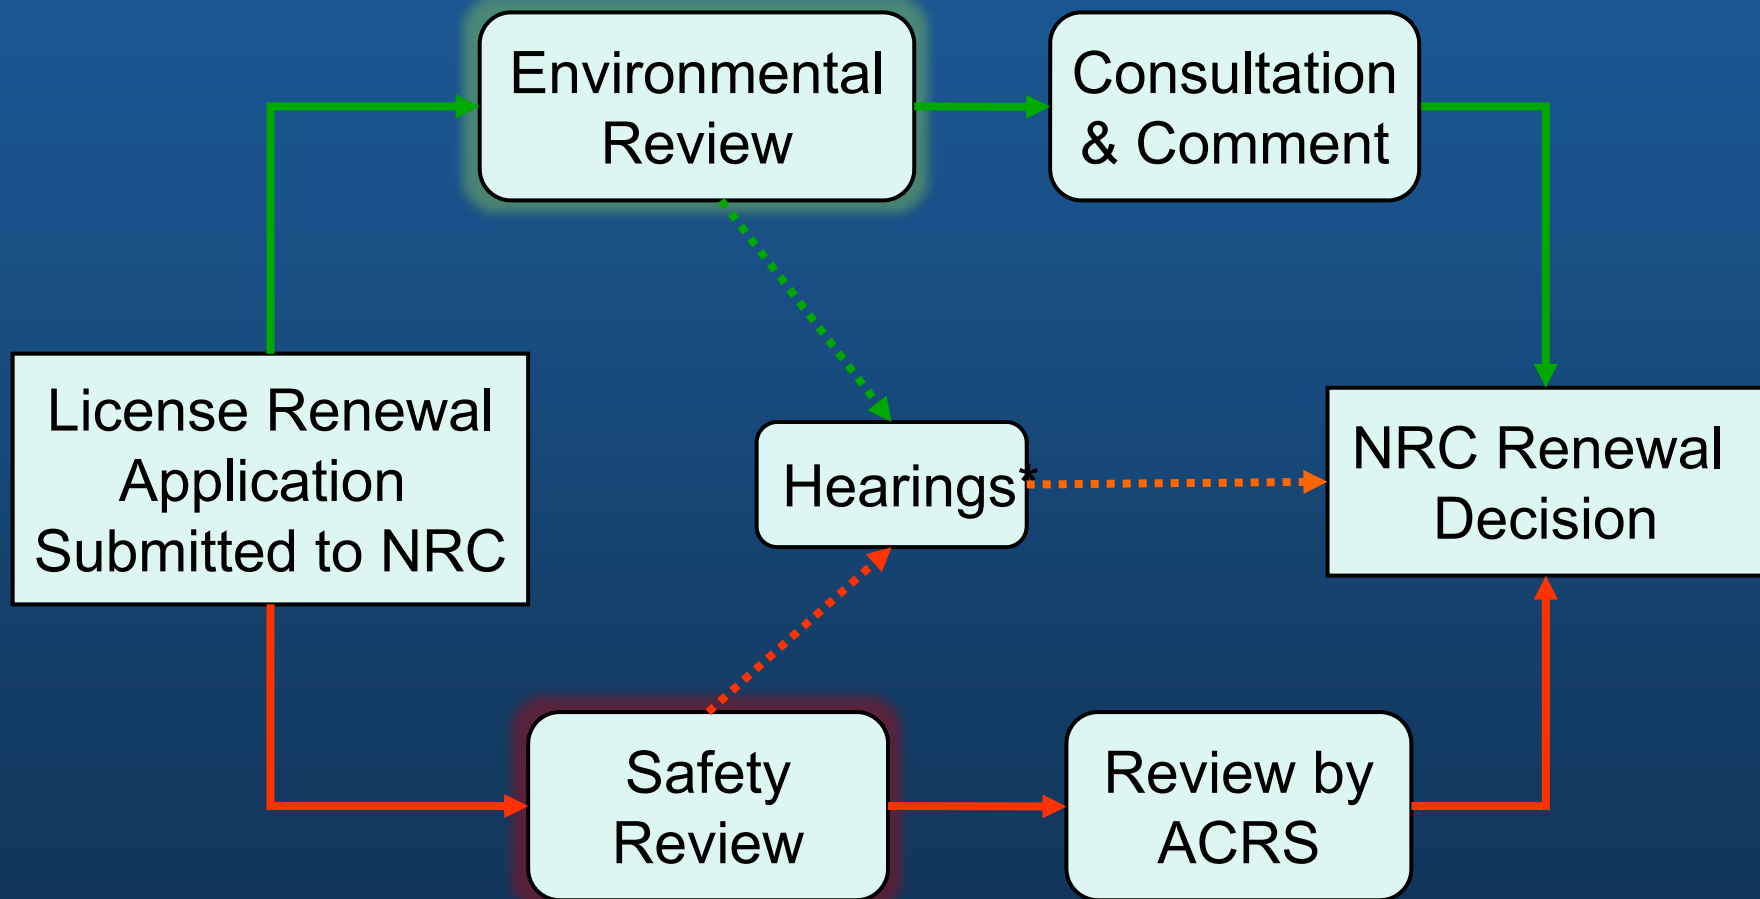 Environmental
Review
Consultation
& Comment
License Renewal
Application
Submitted to NRC
Hearings*
NRC Renewal
Decision
Safety
Review
Review by
ACRS